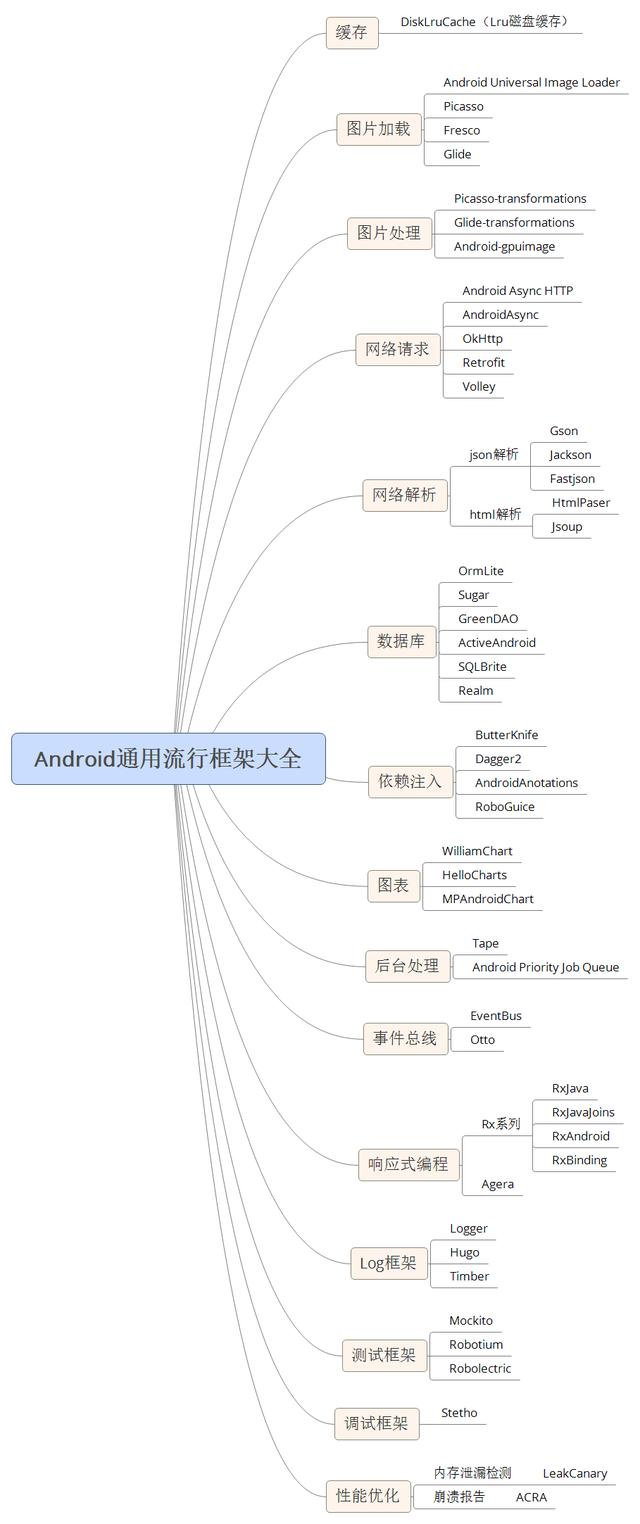 缓存
DiskLruCache（Lru磁盘缓存）
图片加载
Android Universal Image Loader
Picasso
Fresco
Glide
图片处理
Picasso-transformations
Glide-transformations
Android-gpuimage
网络请求
Android Async HTTP
AndroidAsync
OkHttp
Retrofit
Volley
网络解析
json解析
Gson
Jackson
Fastjson
html解析
HtmlPaser
Jsoup
数据库
OrmLite
Sugar
GreenDAO
ActiveAndroid
SQLBrite
Realm
Android通用流行框架大全
依赖注入
ButterKnife
Dagger2
AndroidAnotations
RoboGuice
图表
WilliamChart
HelloCharts
MPAndroidChart
后台处理
Tape
Android Priority Job Queue
事件总线
EventBus
Otto
响应式编程
Rx系列
RxJava
RxJavaJoins
RxAndroid
RxBinding
Agera
Log框架
Logger
Hugo
Timber
测试框架
Mockito
Robotium
Robolectric
调试框架
Stetho
性能优化
内存泄漏检测
LeakCanary
崩溃报告
ACRA